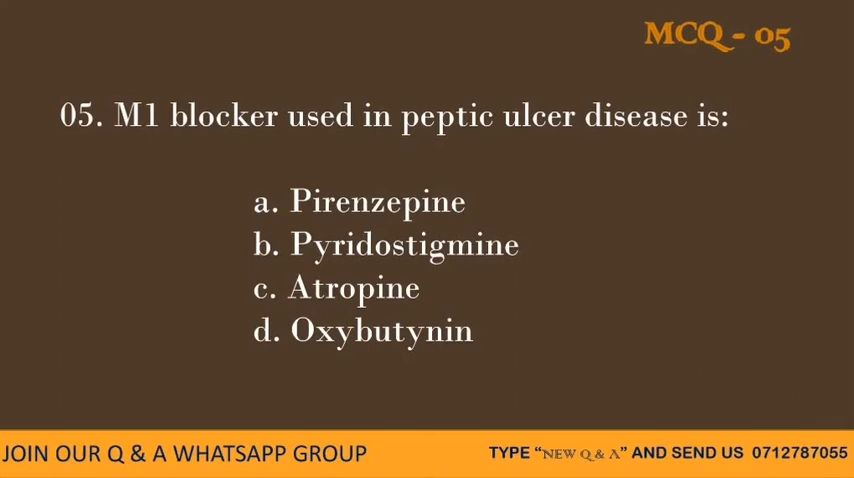 MCQ - 05
05. M1 blocker used in peptic ulcer disease is:
a. Pirenzepine
b. Pyridostigmine
c. Atropine
d. Oxybutynin
JOIN OUR Q & A WHATSAPP GROUP
TYPE “NEW Q & A” AND SEND US 0712787055